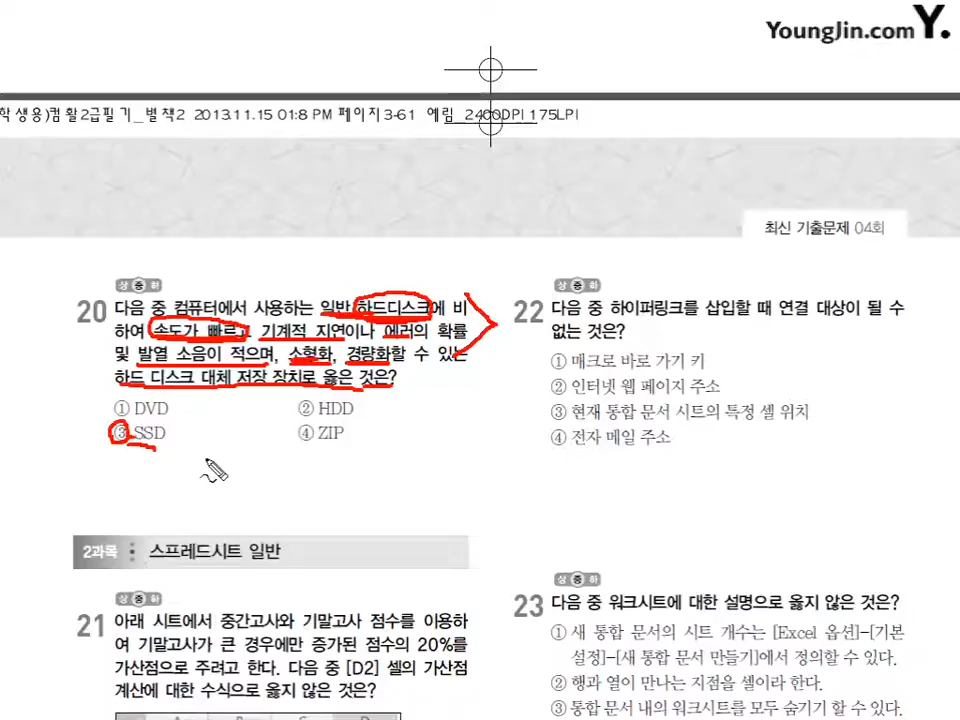 YoungJin.com Y.
학생용)컴활2급필기_별책2 2013.11.15 01:8 PM 페이지3-61 예림_2400DPI 175LPI
최신 기출문제 04회
상 중 하
20 다음 중 컴퓨터에서 사용하는 일반 하드디스크에 비
하여 속도가 빠르고 기계적 지연이나 에러의 확률
및 발열 소음이 적으며, 소형화, 경량화할 수 있는
하드 디스크 대체 저장 장치로 옳은 것은?
① DVD ② HDD
③ SSD ④ ZIP
2과목 스프레드시트 일반
상 중 하
21 아래 시트에서 중간고사와 기말고사 점수를 이용하
여 기말고사가 큰 경우에만 증가된 점수의 20%를
가산점으로 주려고 한다. 다음 중 [D2] 셀의 가산점
계산에 대한 수식으로 옳지 않은 것은?
상 중 하
22 다음 중 하이퍼링크를 삽입할 때 연결 대상이 될 수
없는 것은?
① 매크로 바로 가기 키
② 인터넷 웹 페이지 주소
③ 현재 통합 문서 시트의 특정 셀 위치
④ 전자 메일 주소
상 중 하
23 다음 중 워크시트에 대한 설명으로 옳지 않은 것은?
① 새 통합 문서의 시트 개수는 [Excel 옵션]-[기본
설정]-[새 통합 문서 만들기]에서 정의할 수 있다.
② 행과 열이 만나는 지점을 셀이라 한다.
③ 통합 문서 내의 워크시트를 모두 숨기기 할 수 있다.